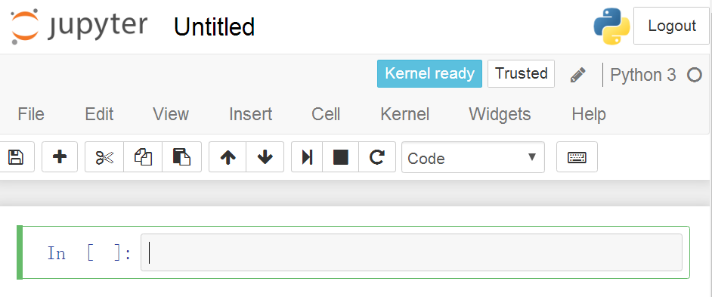 jupyter Untitled Logout
Kernel ready Trusted Python 3
File Edit View Insert Cell Kernel Widgets Help
Code
In [ ]: